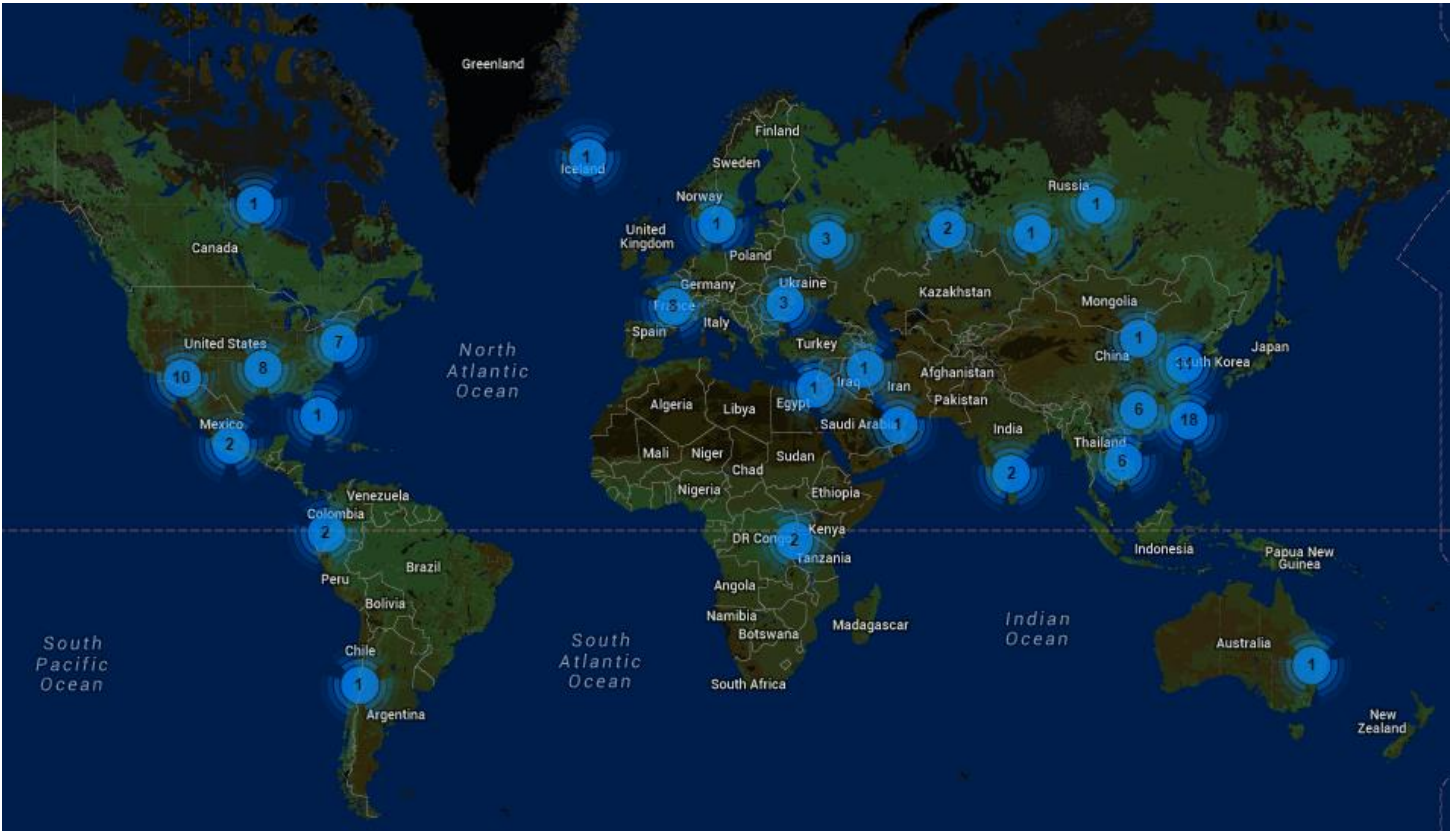 Greenland
Finland
1
Iceland
Sweden
Russia
Norway
1
1
1
United
Kingdom
3
2
1
Canada
Poland
Germany
Ukraine
Kazakhstan
Mongolia
France
3
Spain
Italy
United States
7
North
Atlantic
Ocean
Turkey
1
China
South Korea
Japan
10
8
1
Iraq
Iran
Afghanistan
Pakistan
1
Egypt
Algeria
Libya
Mexico
2
1
Saudi Arabia
1
India
6
18
Thailand
6
Mali
Niger
Chad
Sudan
2
Nigeria
Ethiopia
Venezuela
Colombia
2
DR Congo
2
Kenya
Tanzania
Indonesia
Papua New
Guinea
Peru
Brazil
Bolivia
Angola
Namibia
Botswana
Madagascar
Indian
Ocean
South
Pacific
Ocean
Chile
1
Argentina
South
Atlantic
Ocean
South Africa
Australia
1
New
Zealand